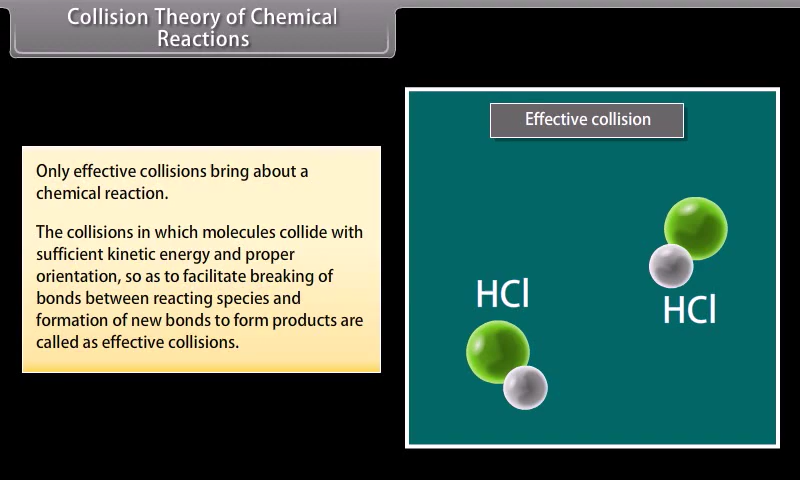 Collision Theory of Chemical
Reactions
Effective collision
Only effective collisions bring about a
chemical reaction.
The collisions in which molecules collide with
sufficient kinetic energy and proper
orientation, so as to facilitate breaking of
bonds between reacting species and
formation of new bonds to form products are
called as effective collisions.
HCl
HCl